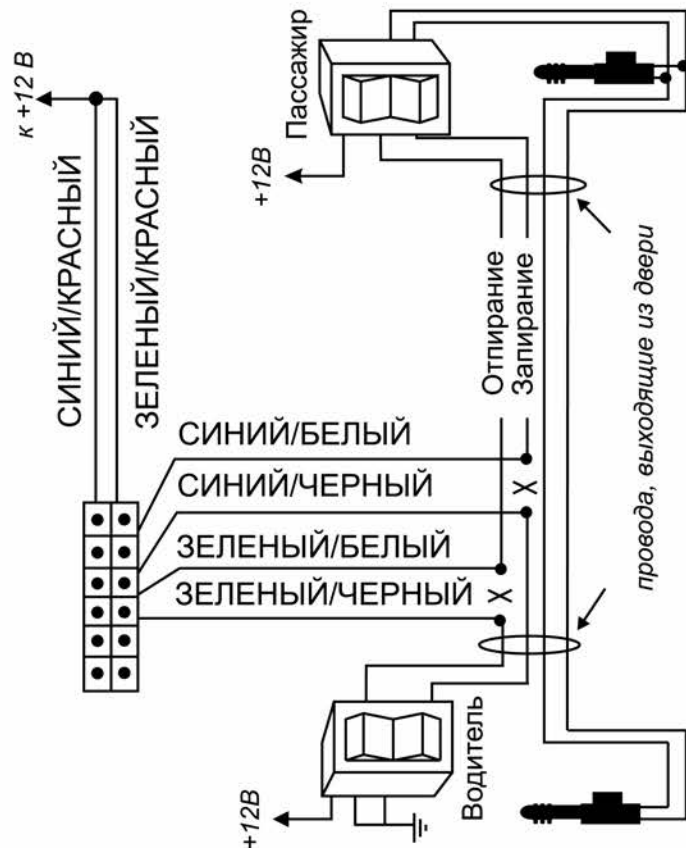 к +12 В
СИНИЙ/КРАСНЫЙ
ЗЕЛЕНЫЙ/КРАСНЫЙ
Пассажир
+12В
СИНИЙ/БЕЛЫЙ
СИНИЙ/ЧЕРНЫЙ
ЗЕЛЕНЫЙ/БЕЛЫЙ
ЗЕЛЕНЫЙ/ЧЕРНЫЙ
Отпирание
Запирание
X
X
провода, выходящие из двери
Водитель
+12В